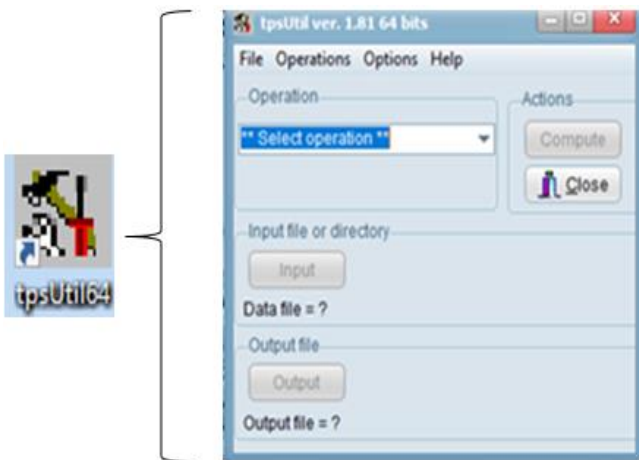 tpsUtil64
tpsUtil ver. 1.81 64 bits
File Operations Options Help
Operation
** Select operation **
Actions
Compute
Close
Input file or directory
Input
Data file = ?
Output file
Output
Output file = ?